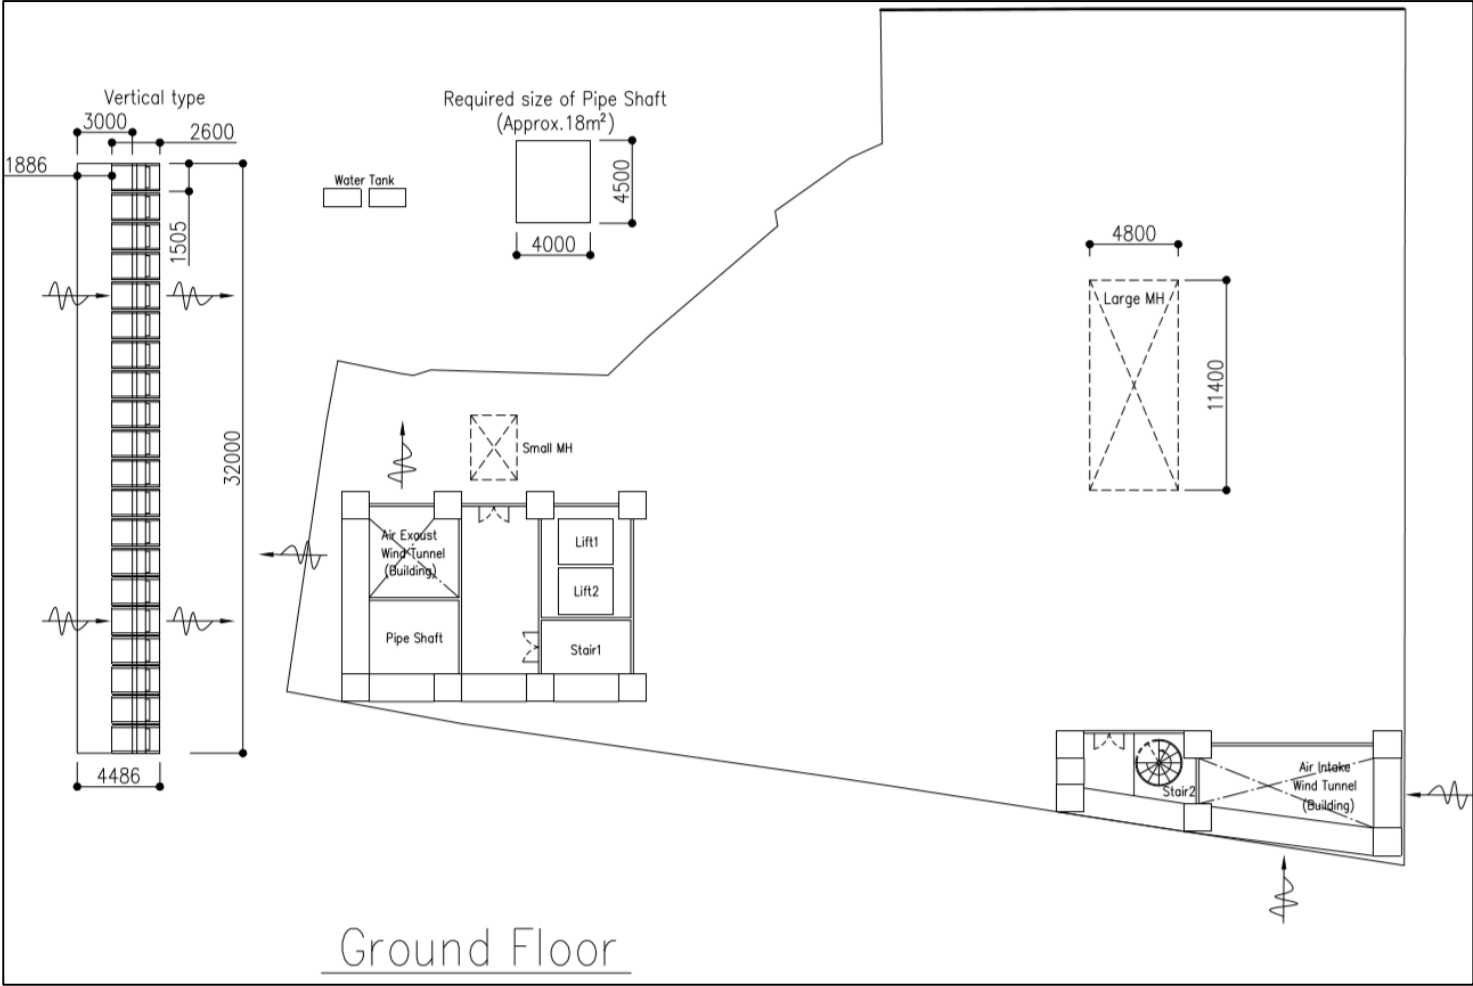 Vertical type
3000
2600
1886
1505
32000
4486
Required size of Pipe Shaft
(Approx.18m²)
4500
4000
Water Tank
4800
Large MH
11400
Small MH
Air Exaust
Wind Tunnel
(Building)
Pipe Shaft
Lift1
Lift2
Stair1
Stair2
Air Intake
Wind Tunnel
(Building)
Ground Floor